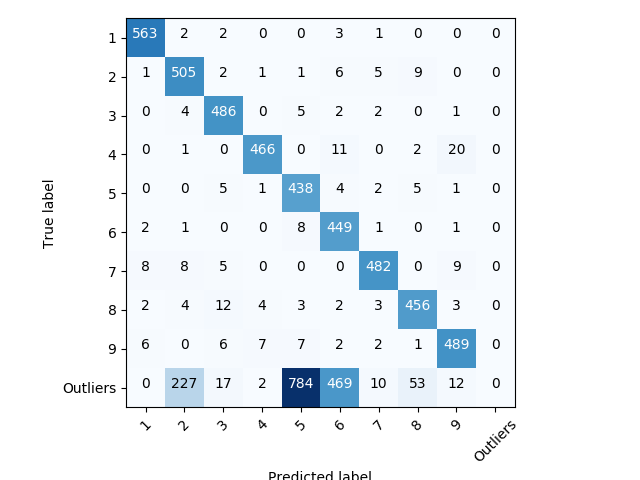 1 563 2 2 0 0 3 1 0 0 0
2 1 505 2 1 1 6 5 9 0 0
3 0 4 486 0 5 2 2 0 1 0
4 0 1 0 466 0 11 0 2 20 0
5 0 0 5 1 438 4 2 5 1 0
6 2 1 0 0 8 449 1 0 1 0
7 8 8 5 0 0 0 482 0 9 0
8 2 4 12 4 3 2 3 456 3 0
9 6 0 6 7 7 2 2 1 489 0
Outliers 0 227 17 2 784 469 10 53 12 0
1 2 3 4 5 6 7 8 9 Outliers
True label
Predicted label